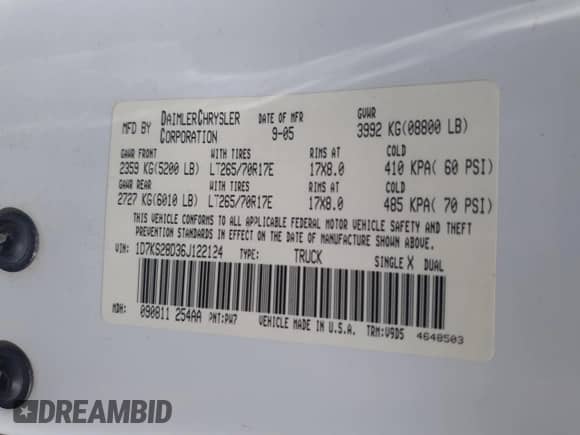 MFD BY DAIMLERCHRYSLER CORPORATION DATE OF MFR 9-05 GVWR 3992 KG(08800 LB)
GAWR FRONT WITH TIRES RIMS AT COLD
2359 KG(5200 LB) LT265/70R17E 17X8.0 410 KPA( 60 PSI)
GAWR REAR WITH TIRES RIMS AT COLD
2727 KG(6010 LB) LT265/70R17E 17X8.0 485 KPA( 70 PSI)
THIS VEHICLE CONFORMS TO ALL APPLICABLE FEDERAL MOTOR VEHICLE SAFETY AND
THEFT PREVENTION STANDARDS IN EFFECT ON THE DATE OF MANUFACTURE SHOWN ABOVE.
VIN: 1D7KS28D36J122124 TYPE: TRUCK SINGLE X DUAL
MDH: 090811 254AA PNT:PW7 VEHICLE MADE IN U.S.A. TRM:V9D5 4648503
DREAMBID